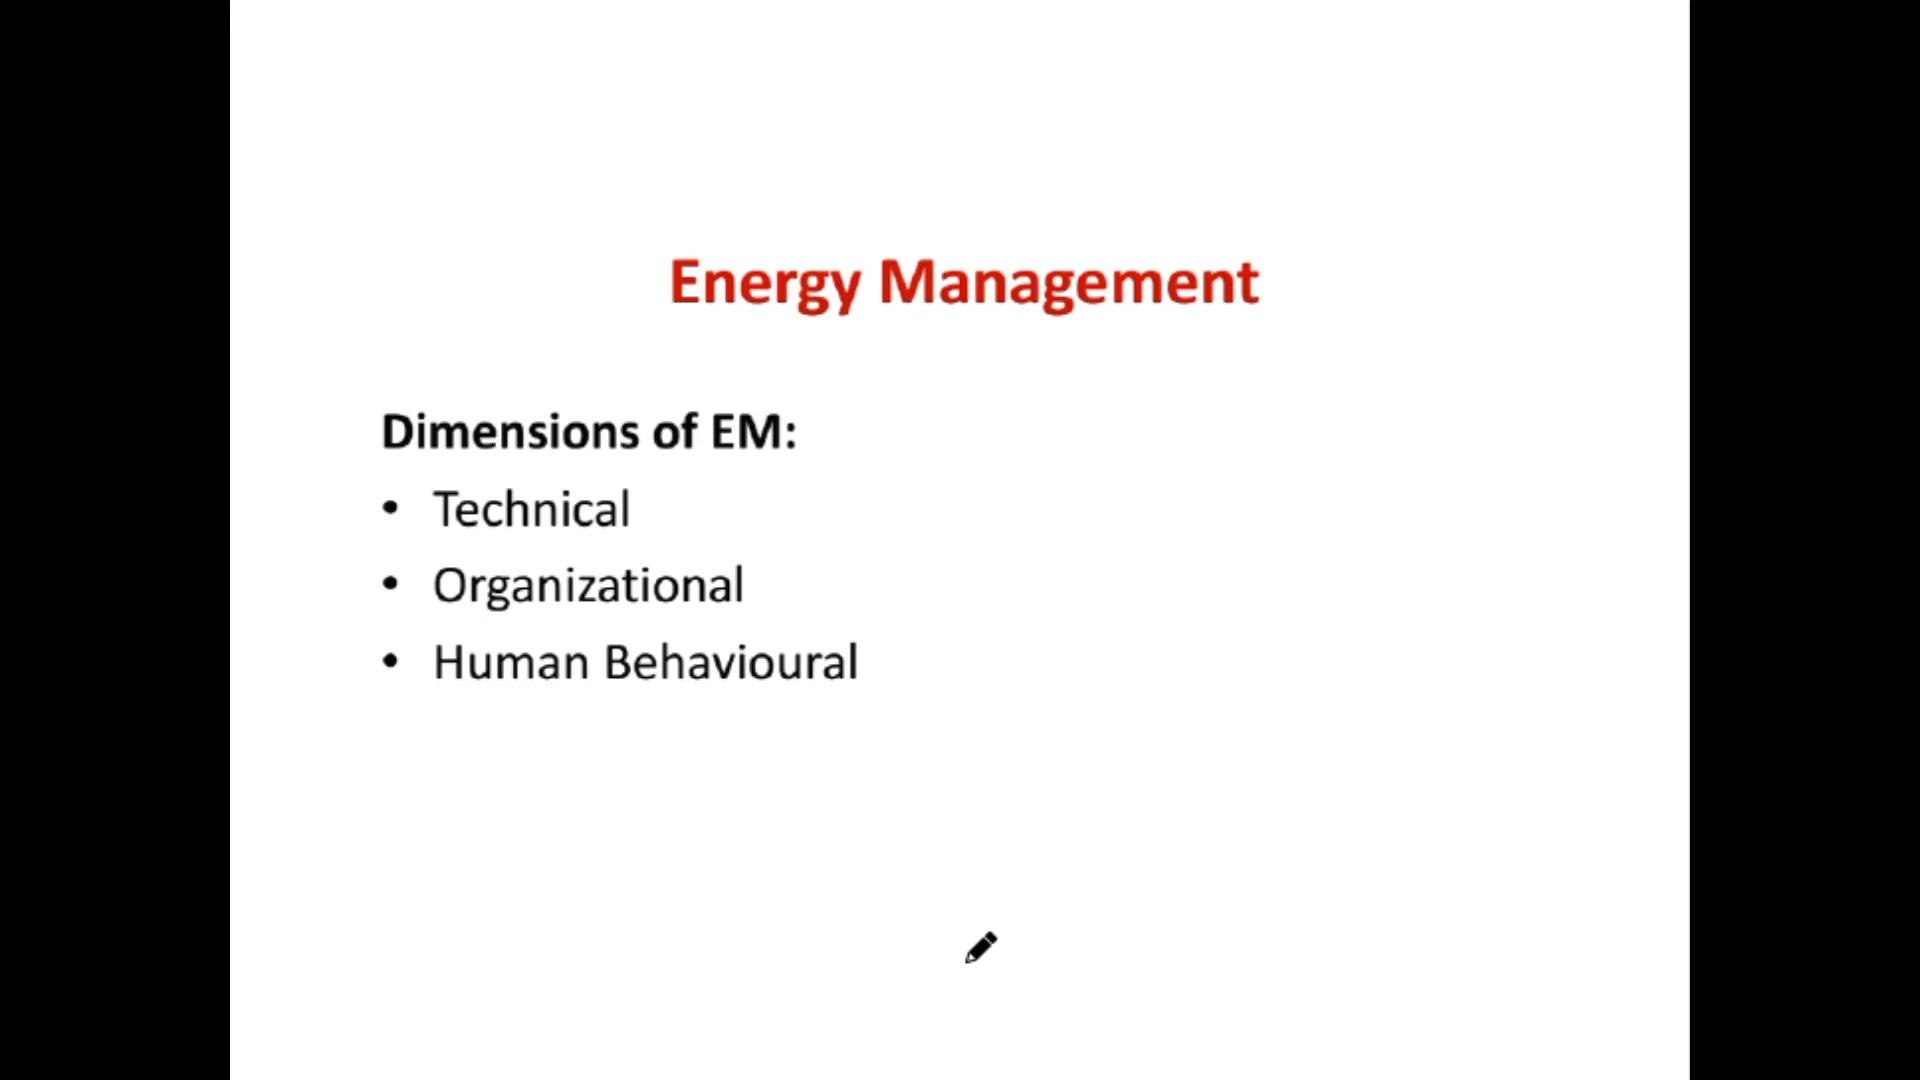 Energy Management
Dimensions of EM:
• Technical
• Organizational
• Human Behavioural